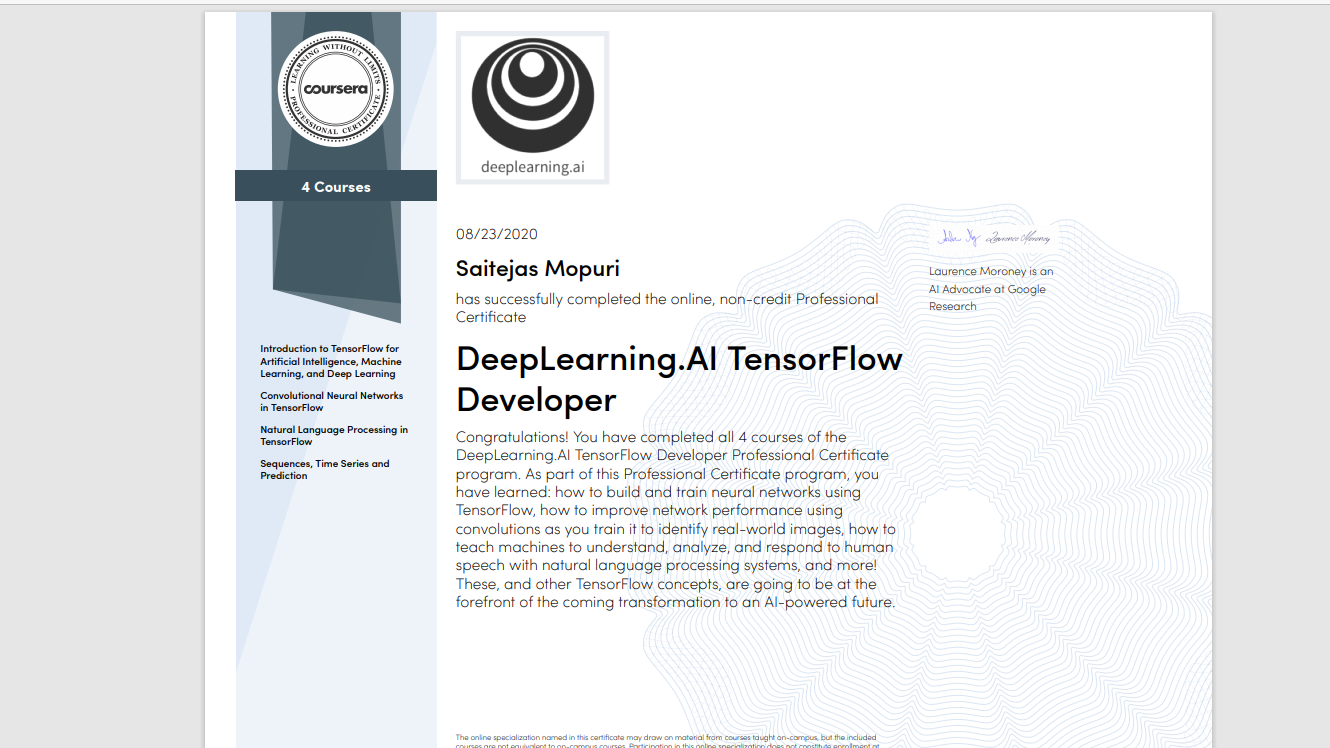 LEARNING WITHOUT LIMITS
coursera
PROFESSIONAL CERTIFICATE
4 Courses
Introduction to TensorFlow for
Artificial Intelligence, Machine
Learning, and Deep Learning
Convolutional Neural Networks
in TensorFlow
Natural Language Processing in
TensorFlow
Sequences, Time Series and
Prediction
deeplearning.ai
08/23/2020
Saitejas Mopuri
has successfully completed the online, non-credit Professional
Certificate
DeepLearning.AI TensorFlow
Developer
Congratulations! You have completed all 4 courses of the
DeepLearning.AI TensorFlow Developer Professional Certificate
program. As part of this Professional Certificate program, you
have learned: how to build and train neural networks using
TensorFlow, how to improve network performance using
convolutions as you train it to identify real-world images, how to
teach machines to understand, analyze, and respond to human
speech with natural language processing systems, and more!
These, and other TensorFlow concepts, are going to be at the
forefront of the coming transformation to an AI-powered future.
Laurence Moroney
Laurence Moroney is an
AI Advocate at Google
Research
The online specialization named in this certificate may draw on material from courses taught on-campus, but the included
courses are not equivalent to on-campus courses. Participation in this online specialization does not constitute enrollment at